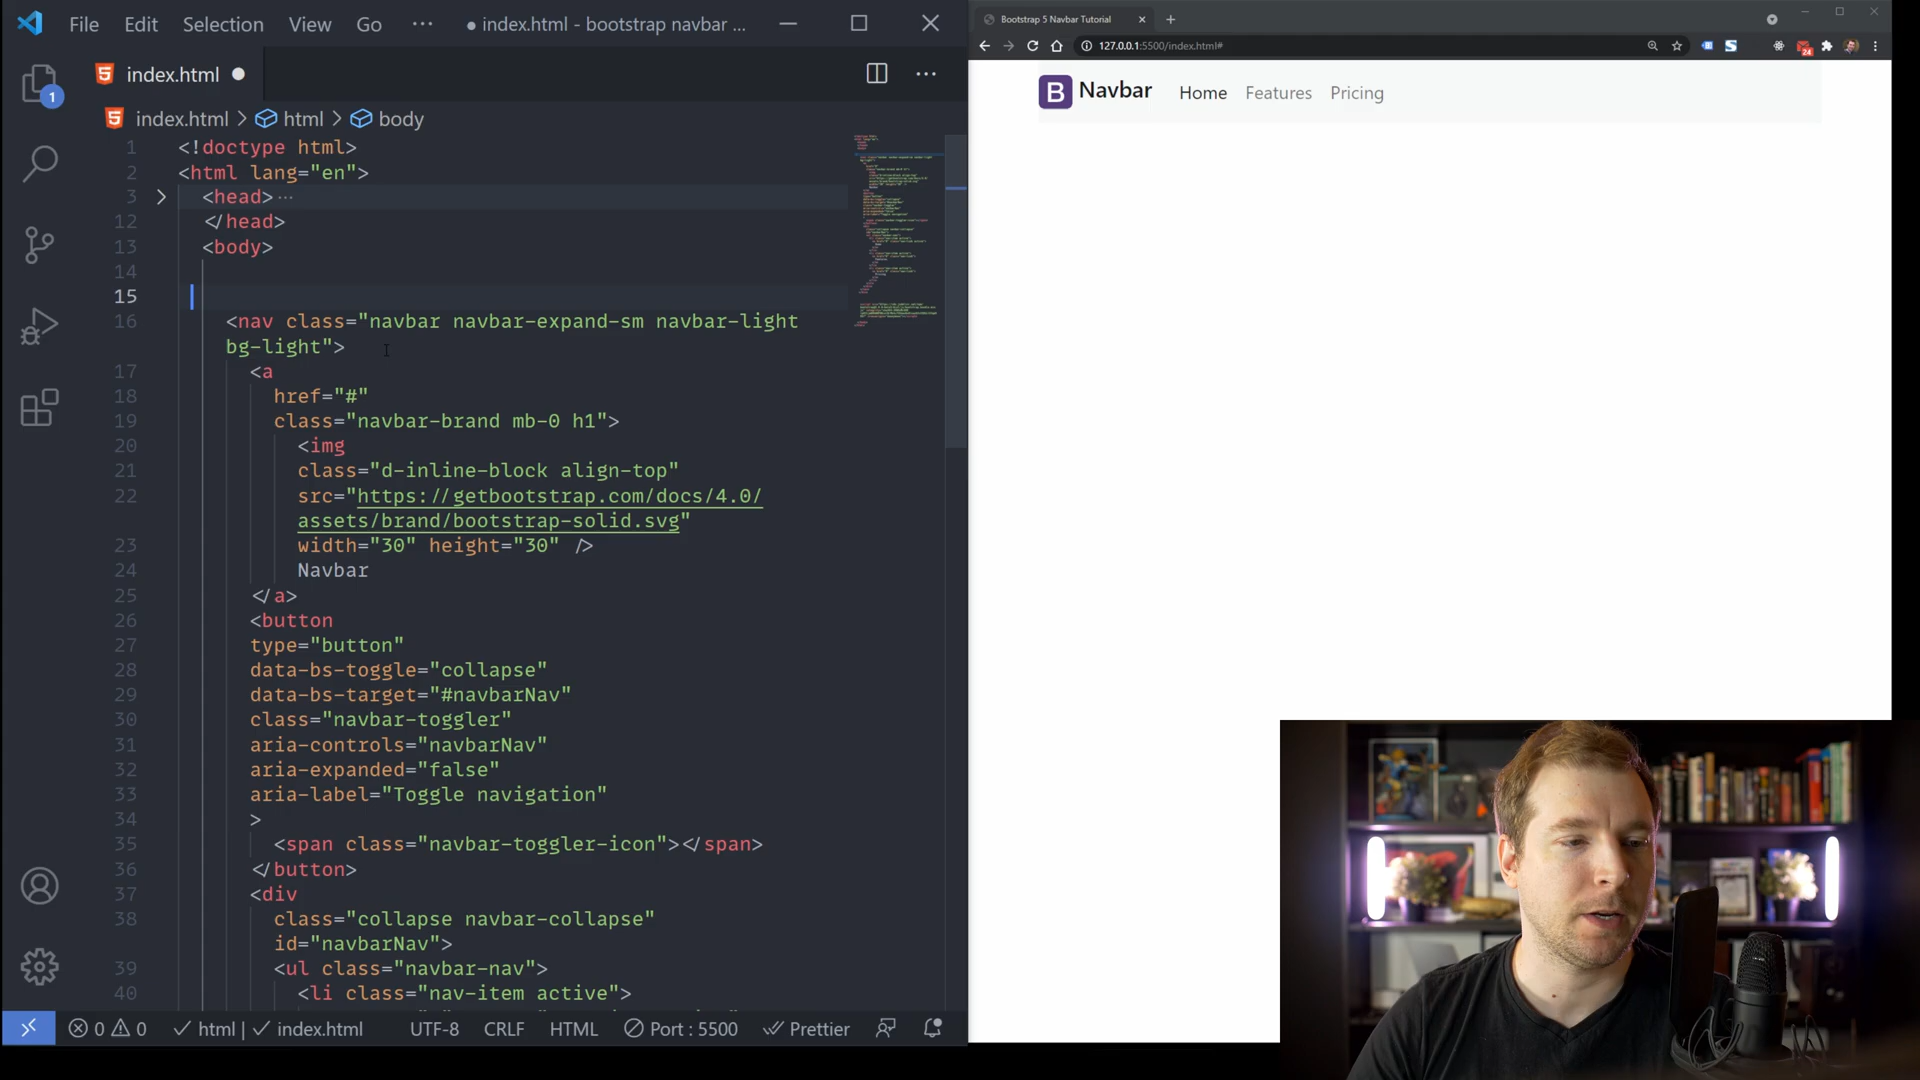 File Edit Selection View Go ··· ● index.html - bootstrap navbar ...
index.html ●
1
index.html > html > body
1 <!doctype html>
2 <html lang="en">
3 <head> ···
12 </head>
13 <body>
14
15
16 <nav class="navbar navbar-expand-sm navbar-light
bg-light">
17 <a
18 href="#"
19 class="navbar-brand mb-0 h1">
20 <img
21 class="d-inline-block align-top"
22 src="https://getbootstrap.com/docs/4.0/
assets/brand/bootstrap-solid.svg"
23 width="30" height="30" />
24 Navbar
25 </a>
26 <button
27 type="button"
28 data-bs-toggle="collapse"
29 data-bs-target="#navbarNav"
30 class="navbar-toggler"
31 aria-controls="navbarNav"
32 aria-expanded="false"
33 aria-label="Toggle navigation"
34 >
35 <span class="navbar-toggler-icon"></span>
36 </button>
37 <div
38 class="collapse navbar-collapse"
id="navbarNav">
39 <ul class="navbar-nav">
40 <li class="nav-item active">
0 0 html | index.html UTF-8 CRLF HTML Port : 5500 Prettier
Bootstrap 5 Navbar Tutorial
127.0.0.1:5500/index.html#
24
B Navbar Home Features Pricing